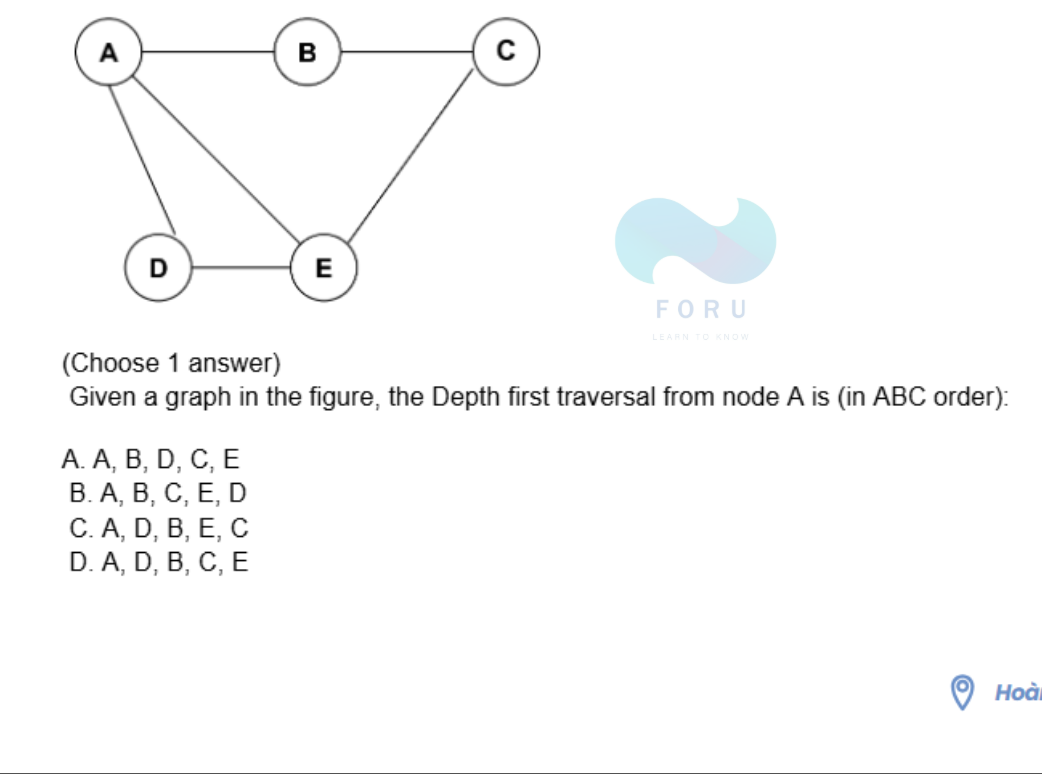 A B C
D E
FORU
LEARN TO KNOW
(Choose 1 answer)
Given a graph in the figure, the Depth first traversal from node A is (in ABC order):
A. A, B, D, C, E
B. A, B, C, E, D
C. A, D, B, E, C
D. A, D, B, C, E